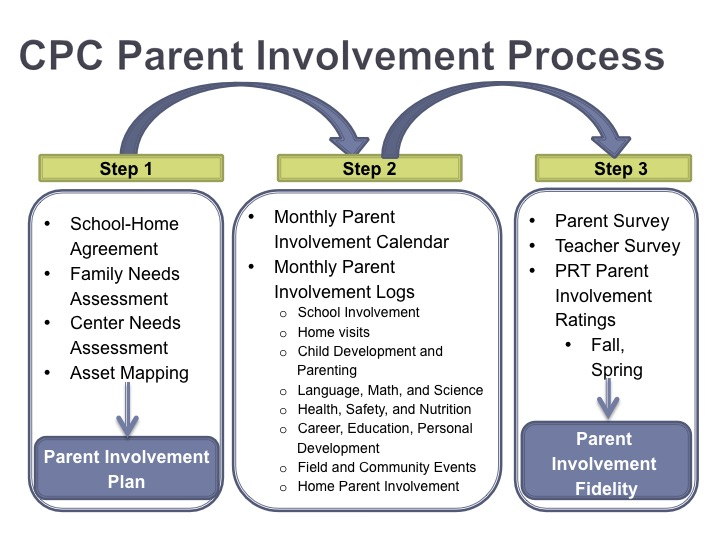 CPC Parent Involvement Process
Step 1
• School-Home
Agreement
• Family Needs
Assessment
• Center Needs
Assessment
• Asset Mapping
Parent Involvement
Plan
Step 2
• Monthly Parent
Involvement Calendar
• Monthly Parent
Involvement Logs
o School Involvement
o Home visits
o Child Development and
Parenting
o Language, Math, and Science
o Health, Safety, and Nutrition
o Career, Education, Personal
Development
o Field and Community Events
o Home Parent Involvement
Step 3
• Parent Survey
• Teacher Survey
• PRT Parent
Involvement
Ratings
• Fall,
Spring
Parent
Involvement
Fidelity